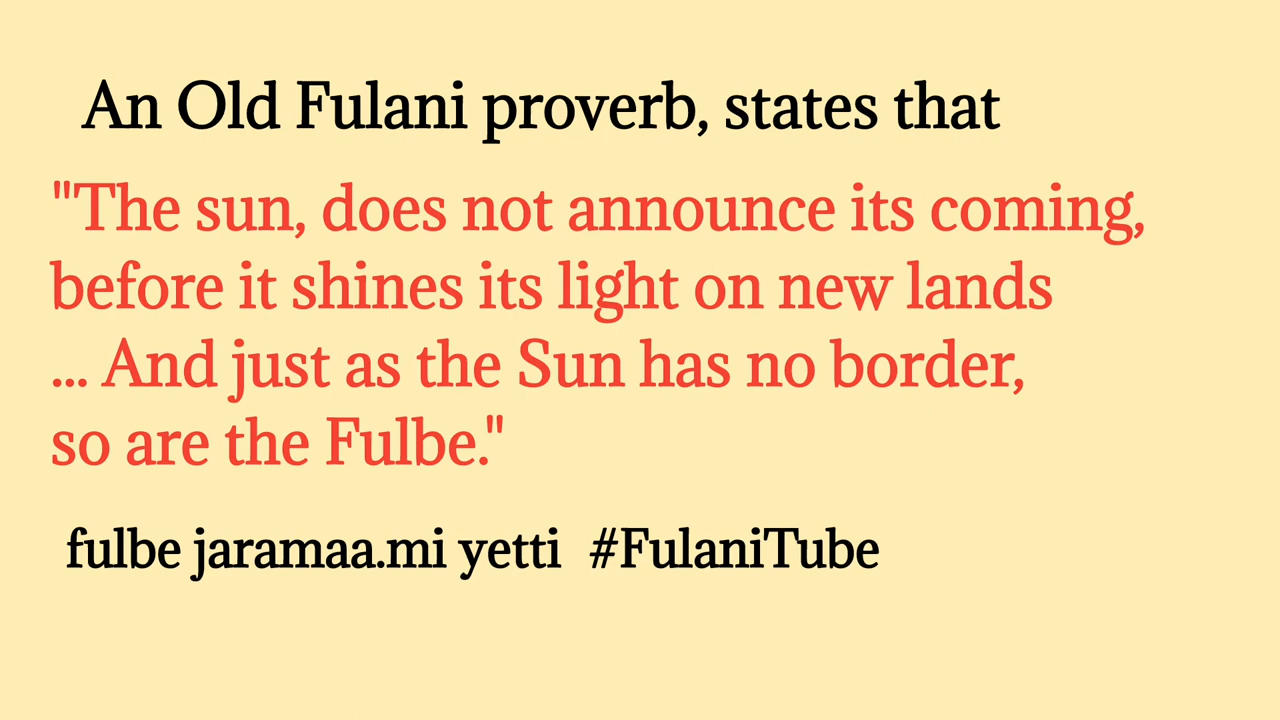 An Old Fulani proverb, states that
"The sun, does not announce its coming,
before it shines its light on new lands
... And just as the Sun has no border,
so are the Fulbe."
fulbe jaramaa.mi yetti #FulaniTube